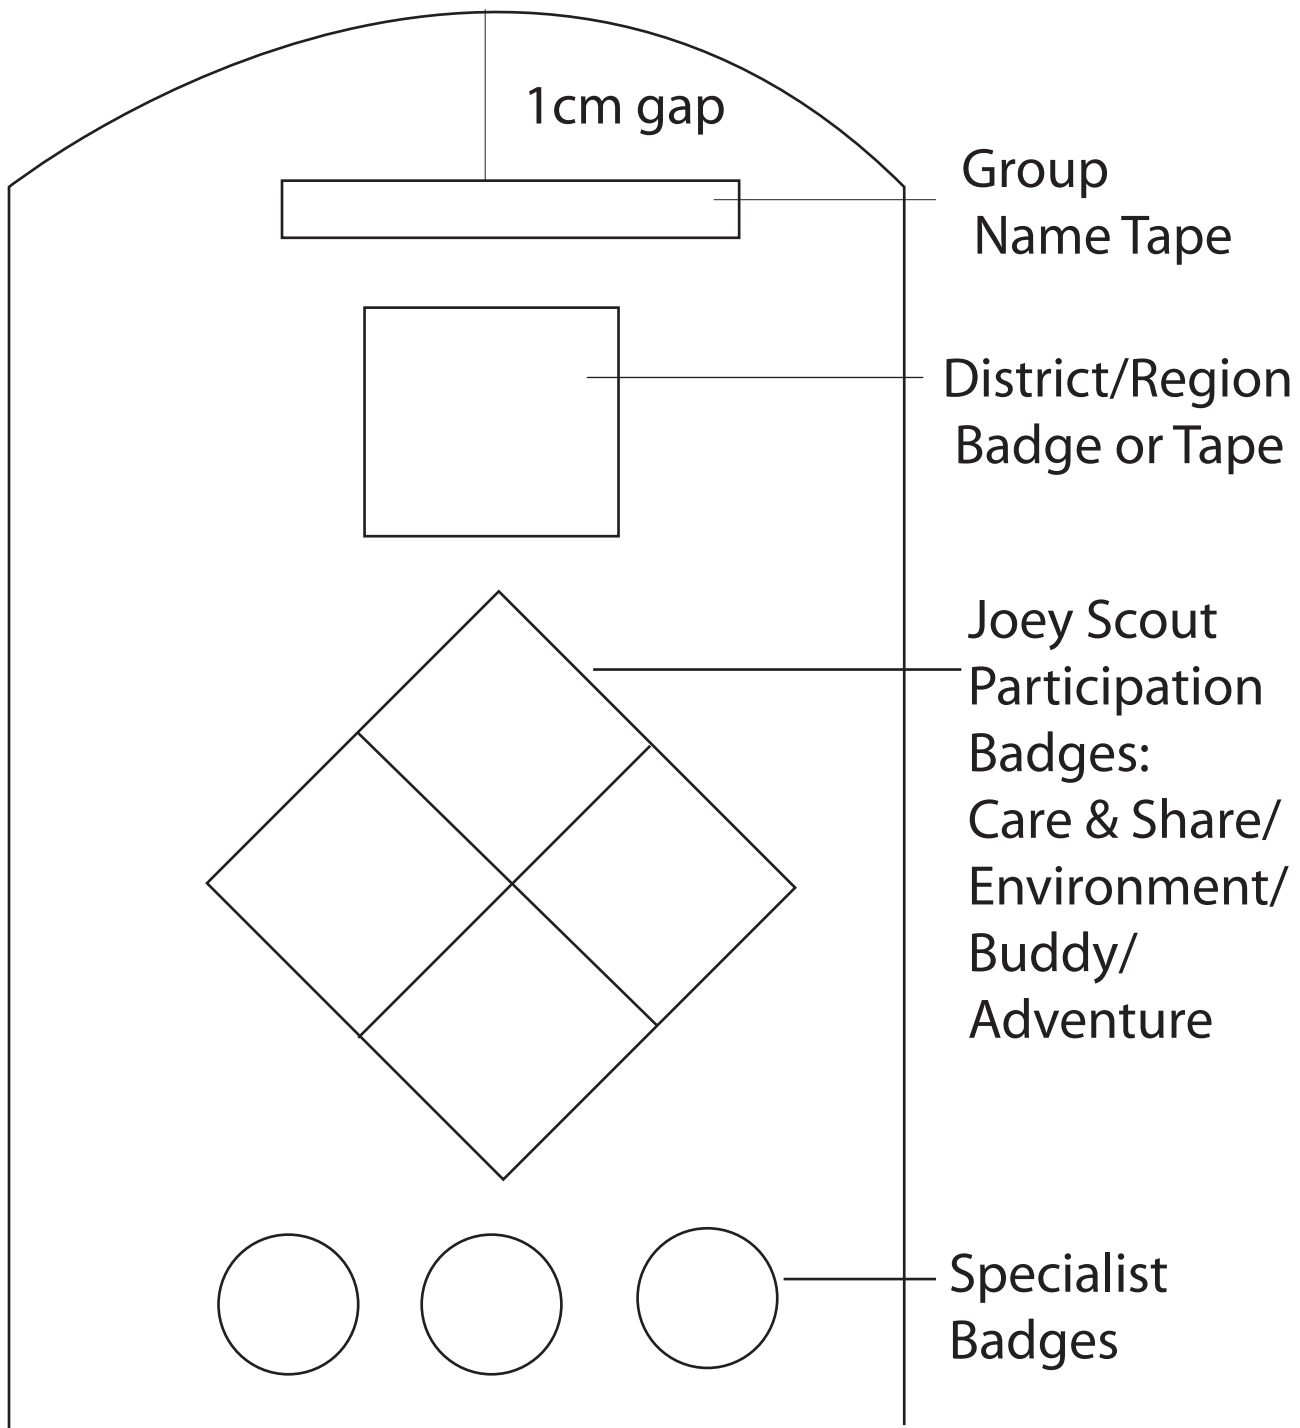 1cm gap
Group
Name Tape
District/Region
Badge or Tape
Joey Scout
Participation
Badges:
Care & Share/
Environment/
Buddy/
Adventure
Specialist
Badges